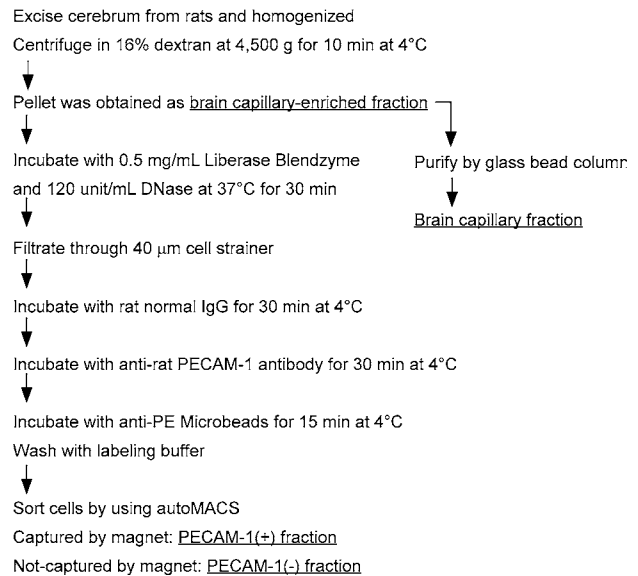 Excise cerebrum from rats and homogenized
Centrifuge in 16% dextran at 4,500 g for 10 min at 4°C
Pellet was obtained as brain capillary-enriched fraction
Incubate with 0.5 mg/mL Liberase Blendzyme
and 120 unit/mL DNase at 37°C for 30 min
Purify by glass bead column
Brain capillary fraction
Filtrate through 40 μm cell strainer
Incubate with rat normal IgG for 30 min at 4°C
Incubate with anti-rat PECAM-1 antibody for 30 min at 4°C
Incubate with anti-PE Microbeads for 15 min at 4°C
Wash with labeling buffer
Sort cells by using autoMACS
Captured by magnet: PECAM-1(+) fraction
Not-captured by magnet: PECAM-1(-) fraction